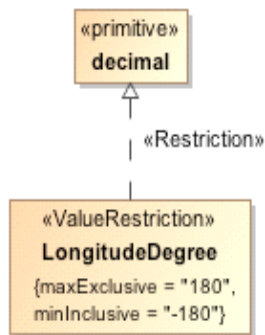 «primitive»
decimal
«Restriction»
«ValueRestriction»
LongitudeDegree
{maxExclusive = "180",
minInclusive = "-180"}